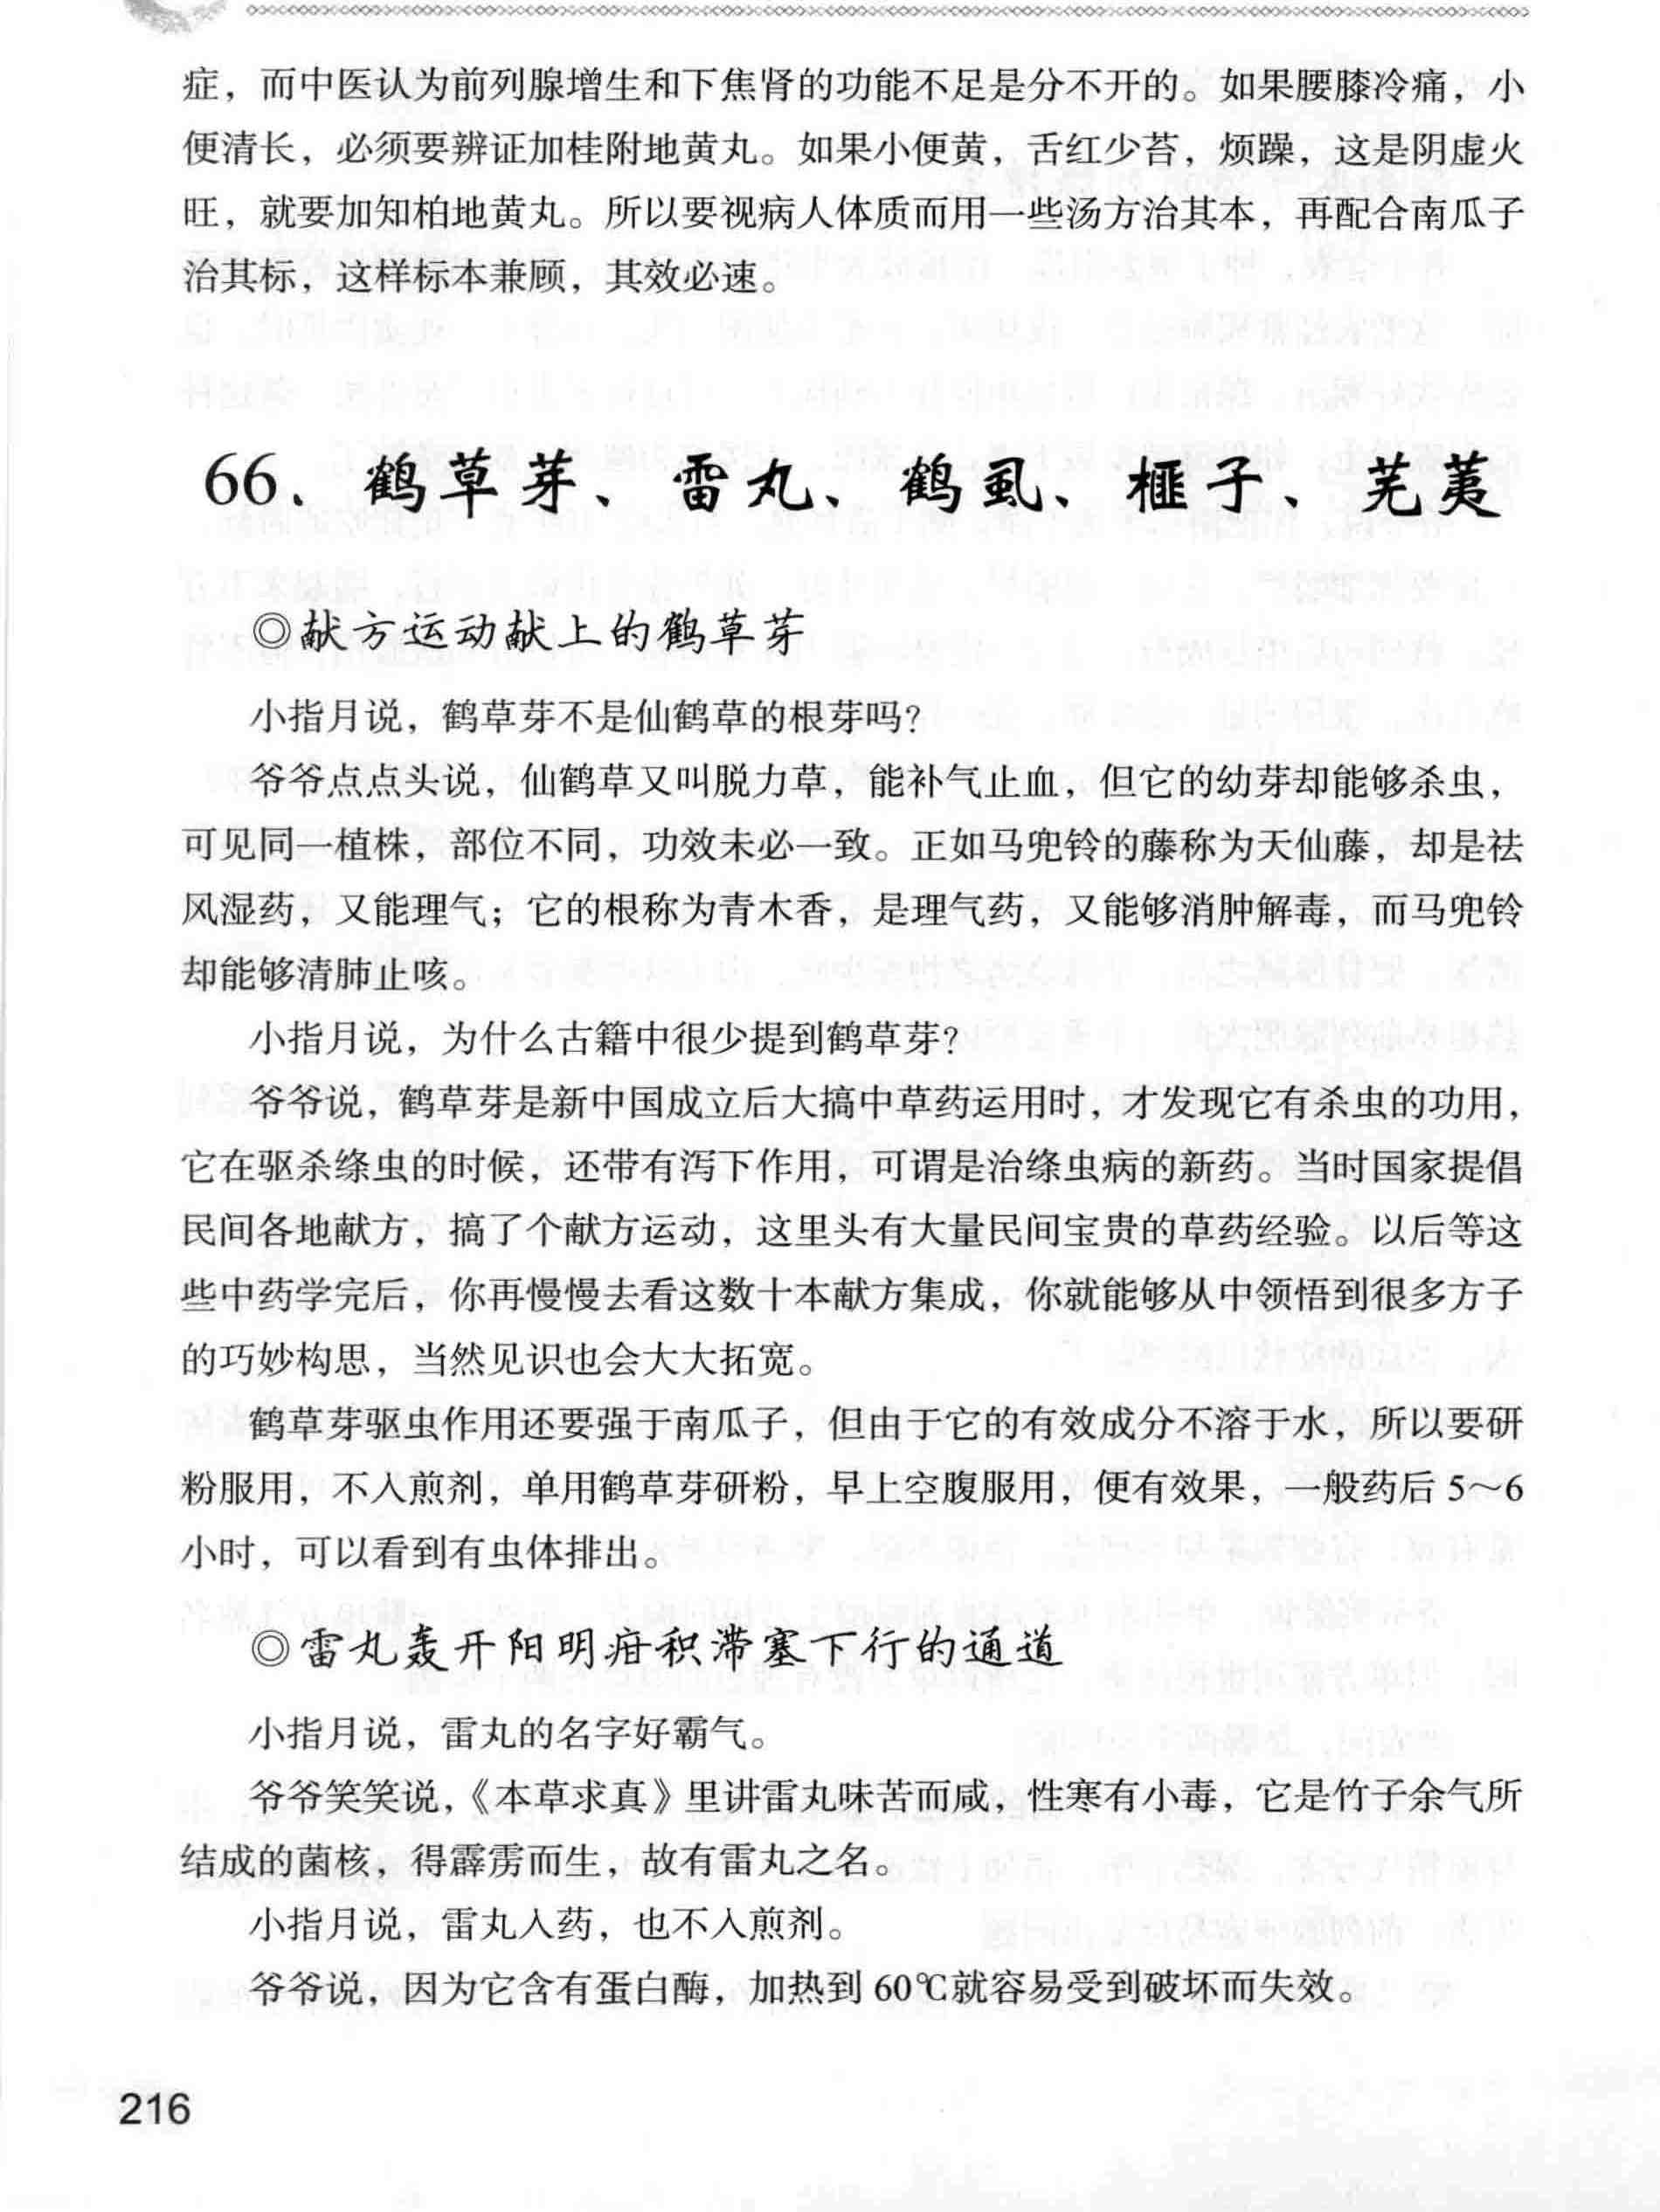 症，而中医认为前列腺增生和下焦肾的功能不足是分不开的。如果腰膝冷痛，小
便清长，必须要辨证加桂附地黄丸。如果小便黄，舌红少苔，烦躁，这是阴虚火
旺，就要加知柏地黄丸。所以要视病人体质而用一些汤方治其本，再配合南瓜子
治其标，这样标本兼顾，其效必速。
66、鹤草芽、雷丸、鹤虱、榧子、芜荑
◎献方运动献上的鹤草芽
小指月说，鹤草芽不是仙鹤草的根芽吗？
爷爷点点头说，仙鹤草又叫脱力草，能补气止血，但它的幼芽却能够杀虫，
可见同一植株，部位不同，功效未必一致。正如马兜铃的藤称为天仙藤，却是祛
风湿药，又能理气；它的根称为青木香，是理气药，又能够消肿解毒，而马兜铃
却能够清肺止咳。
小指月说，为什么古籍中很少提到鹤草芽？
爷爷说，鹤草芽是新中国成立后大搞中草药运用时，才发现它有杀虫的功用，
它在驱杀绦虫的时候，还带有泻下作用，可谓是治绦虫病的新药。当时国家提倡
民间各地献方，搞了个献方运动，这里头有大量民间宝贵的草药经验。以后等这
些中药学完后，你再慢慢去看这数十本献方集成，你就能够从中领悟到很多方子
的巧妙构思，当然见识也会大大拓宽。
鹤草芽驱虫作用还要强于南瓜子，但由于它的有效成分不溶于水，所以要研
粉服用，不入煎剂，单用鹤草芽研粉，早上空腹服用，便有效果，一般药后 5～6
小时，可以看到有虫体排出。
◎雷丸轰开阳明疳积滞塞下行的通道
小指月说，雷丸的名字好霸气。
爷爷笑笑说，《本草求真》里讲雷丸味苦而咸，性寒有小毒，它是竹子余气所
结成的菌核，得霹雳而生，故有雷丸之名。
小指月说，雷丸入药，也不入煎剂。
爷爷说，因为它含有蛋白酶，加热到 60℃就容易受到破坏而失效。
216